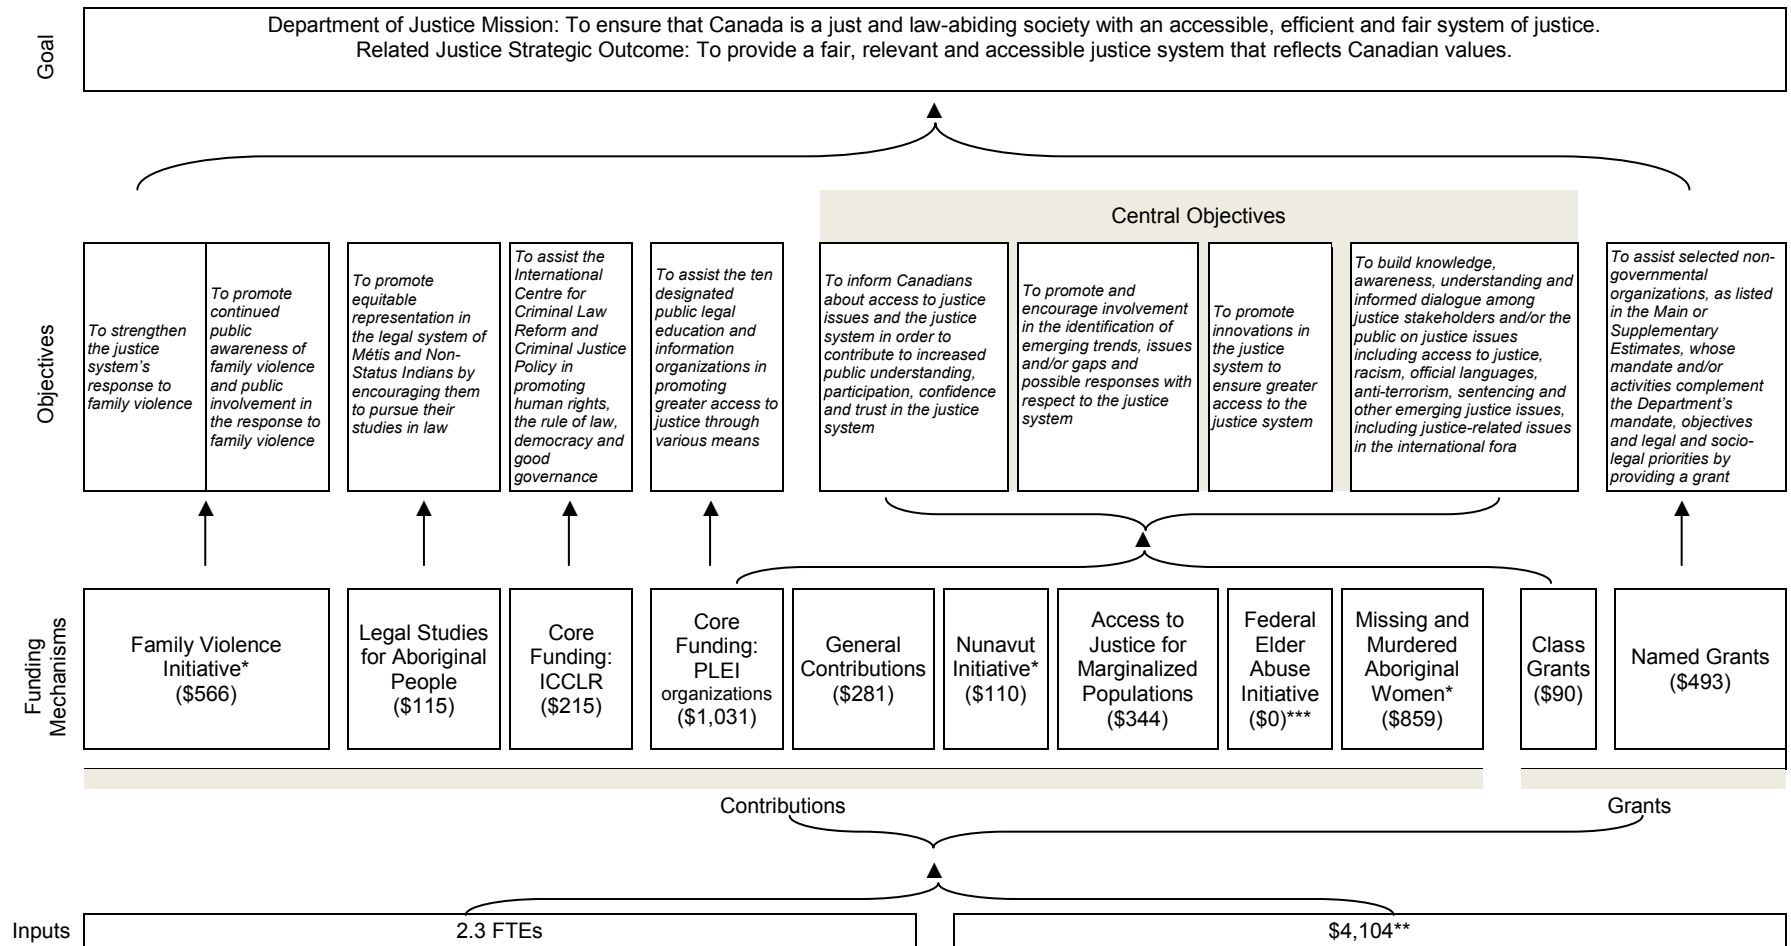 Goal
Department of Justice Mission: To ensure that Canada is a just and law-abiding society with an accessible, efficient and fair system of justice.
Related Justice Strategic Outcome: To provide a fair, relevant and accessible justice system that reflects Canadian values.
Central Objectives
Objectives
To strengthen
the justice
system's
response to
family violence
To promote
continued
public
awareness of
family violence
and public
involvement in
the response to
family violence
To promote
equitable
representation in
the legal system of
Métis and Non-
Status Indians by
encouraging them
to pursue their
studies in law
To assist the
International
Centre for
Criminal Law
Reform and
Criminal Justice
Policy in
promoting
human rights,
the rule of law,
democracy and
good
governance
To assist the ten
designated
public legal
education and
information
organizations in
promoting
greater access to
justice through
various means
To inform Canadians
about access to justice
issues and the justice
system in order to
contribute to increased
public understanding,
participation, confidence
and trust in the justice
system
To promote and
encourage involvement
in the identification of
emerging trends, issues
and/or gaps and
possible responses with
respect to the justice
system
To promote
innovations in
the justice
system to
ensure greater
access to the
justice system
To build knowledge,
awareness, understanding and
informed dialogue among
justice stakeholders and/or the
public on justice issues
including access to justice,
racism, official languages,
anti-terrorism, sentencing and
other emerging justice issues,
including justice-related issues
in the international fora
To assist selected non-
governmental
organizations, as listed
in the Main or
Supplementary
Estimates, whose
mandate and/or
activities complement
the Department's
mandate, objectives
and legal and socio-
legal priorities by
providing a grant
Funding
Mechanisms
Family Violence
Initiative*
($566)
Legal Studies
for Aboriginal
People
($115)
Core
Funding:
ICCLR
($215)
Core
Funding:
PLEI
organizations
($1,031)
General
Contributions
($281)
Nunavut
Initiative*
($110)
Access to
Justice for
Marginalized
Populations
($344)
Federal
Elder
Abuse
Initiative
($0)***
Missing and
Murdered
Aboriginal
Women*
($859)
Class
Grants
($90)
Named Grants
($493)
Contributions
Grants
Inputs
2.3 FTEs
$4,104**